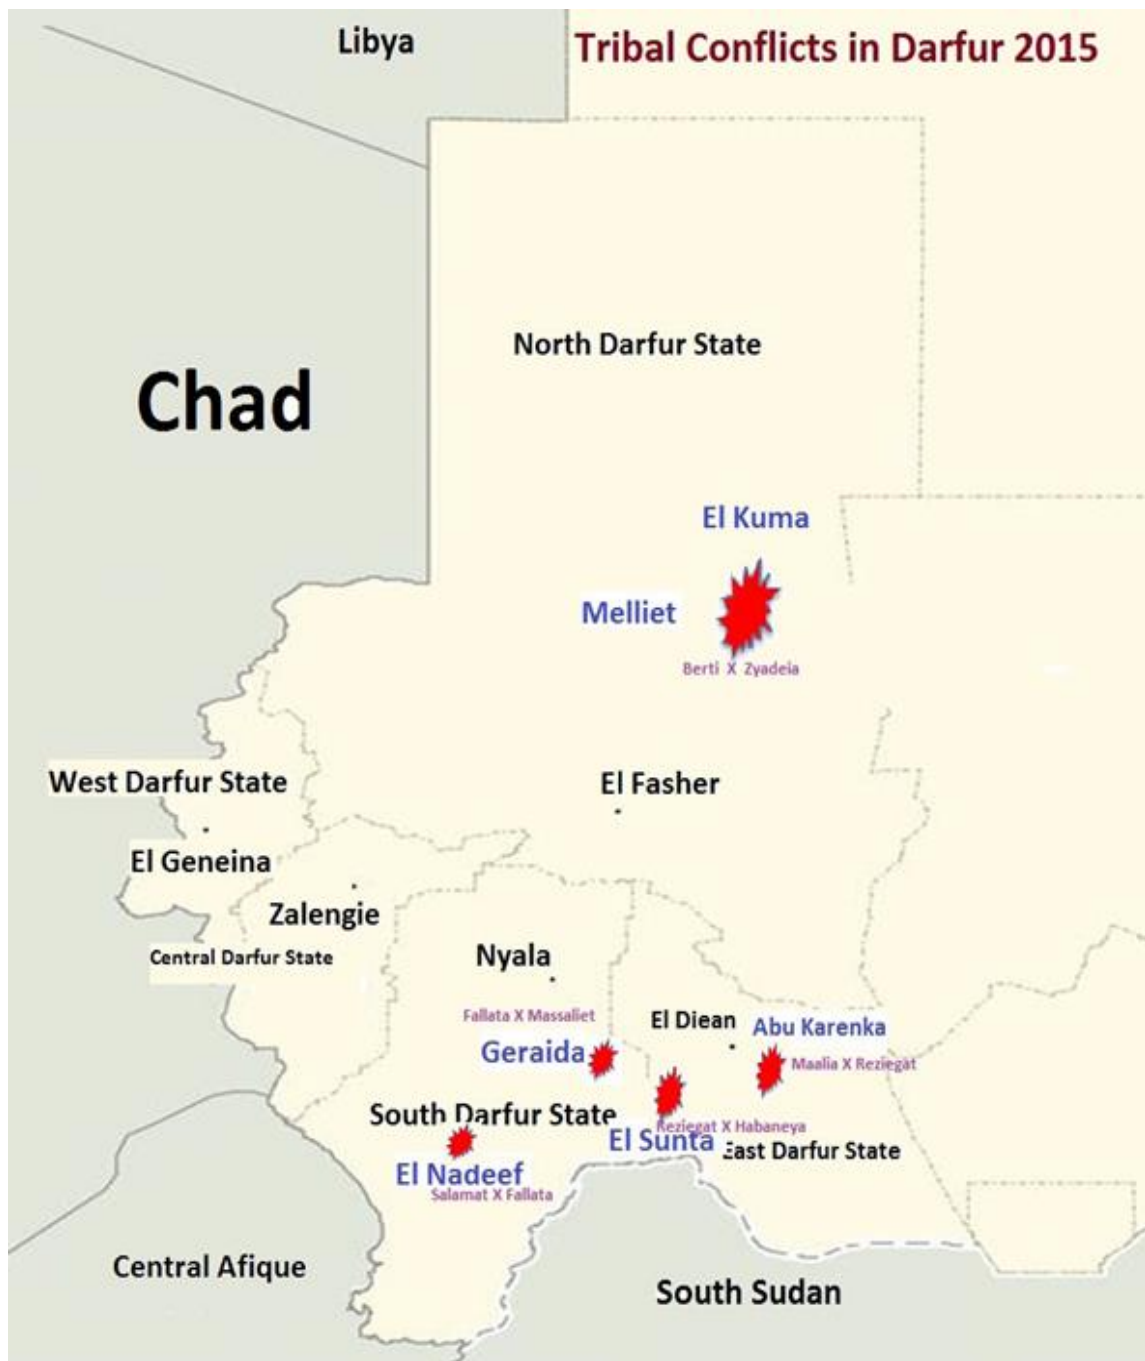 Libya
Tribal Conflicts in Darfur 2015
North Darfur State
Chad
El Kuma
Melliet
Berti X Zyadeia
West Darfur State
El Fasher
El Geneina
Zalengie
Central Darfur State
Nyala
Fallata X Massaliet
El Diean
Abu Karenka
Geraida
Maalia X Reziegat
South Darfur State
Reziegat X Habaneya
El Sunta
East Darfur State
El Nadeef
Salamat X Fallata
Central Afique
South Sudan